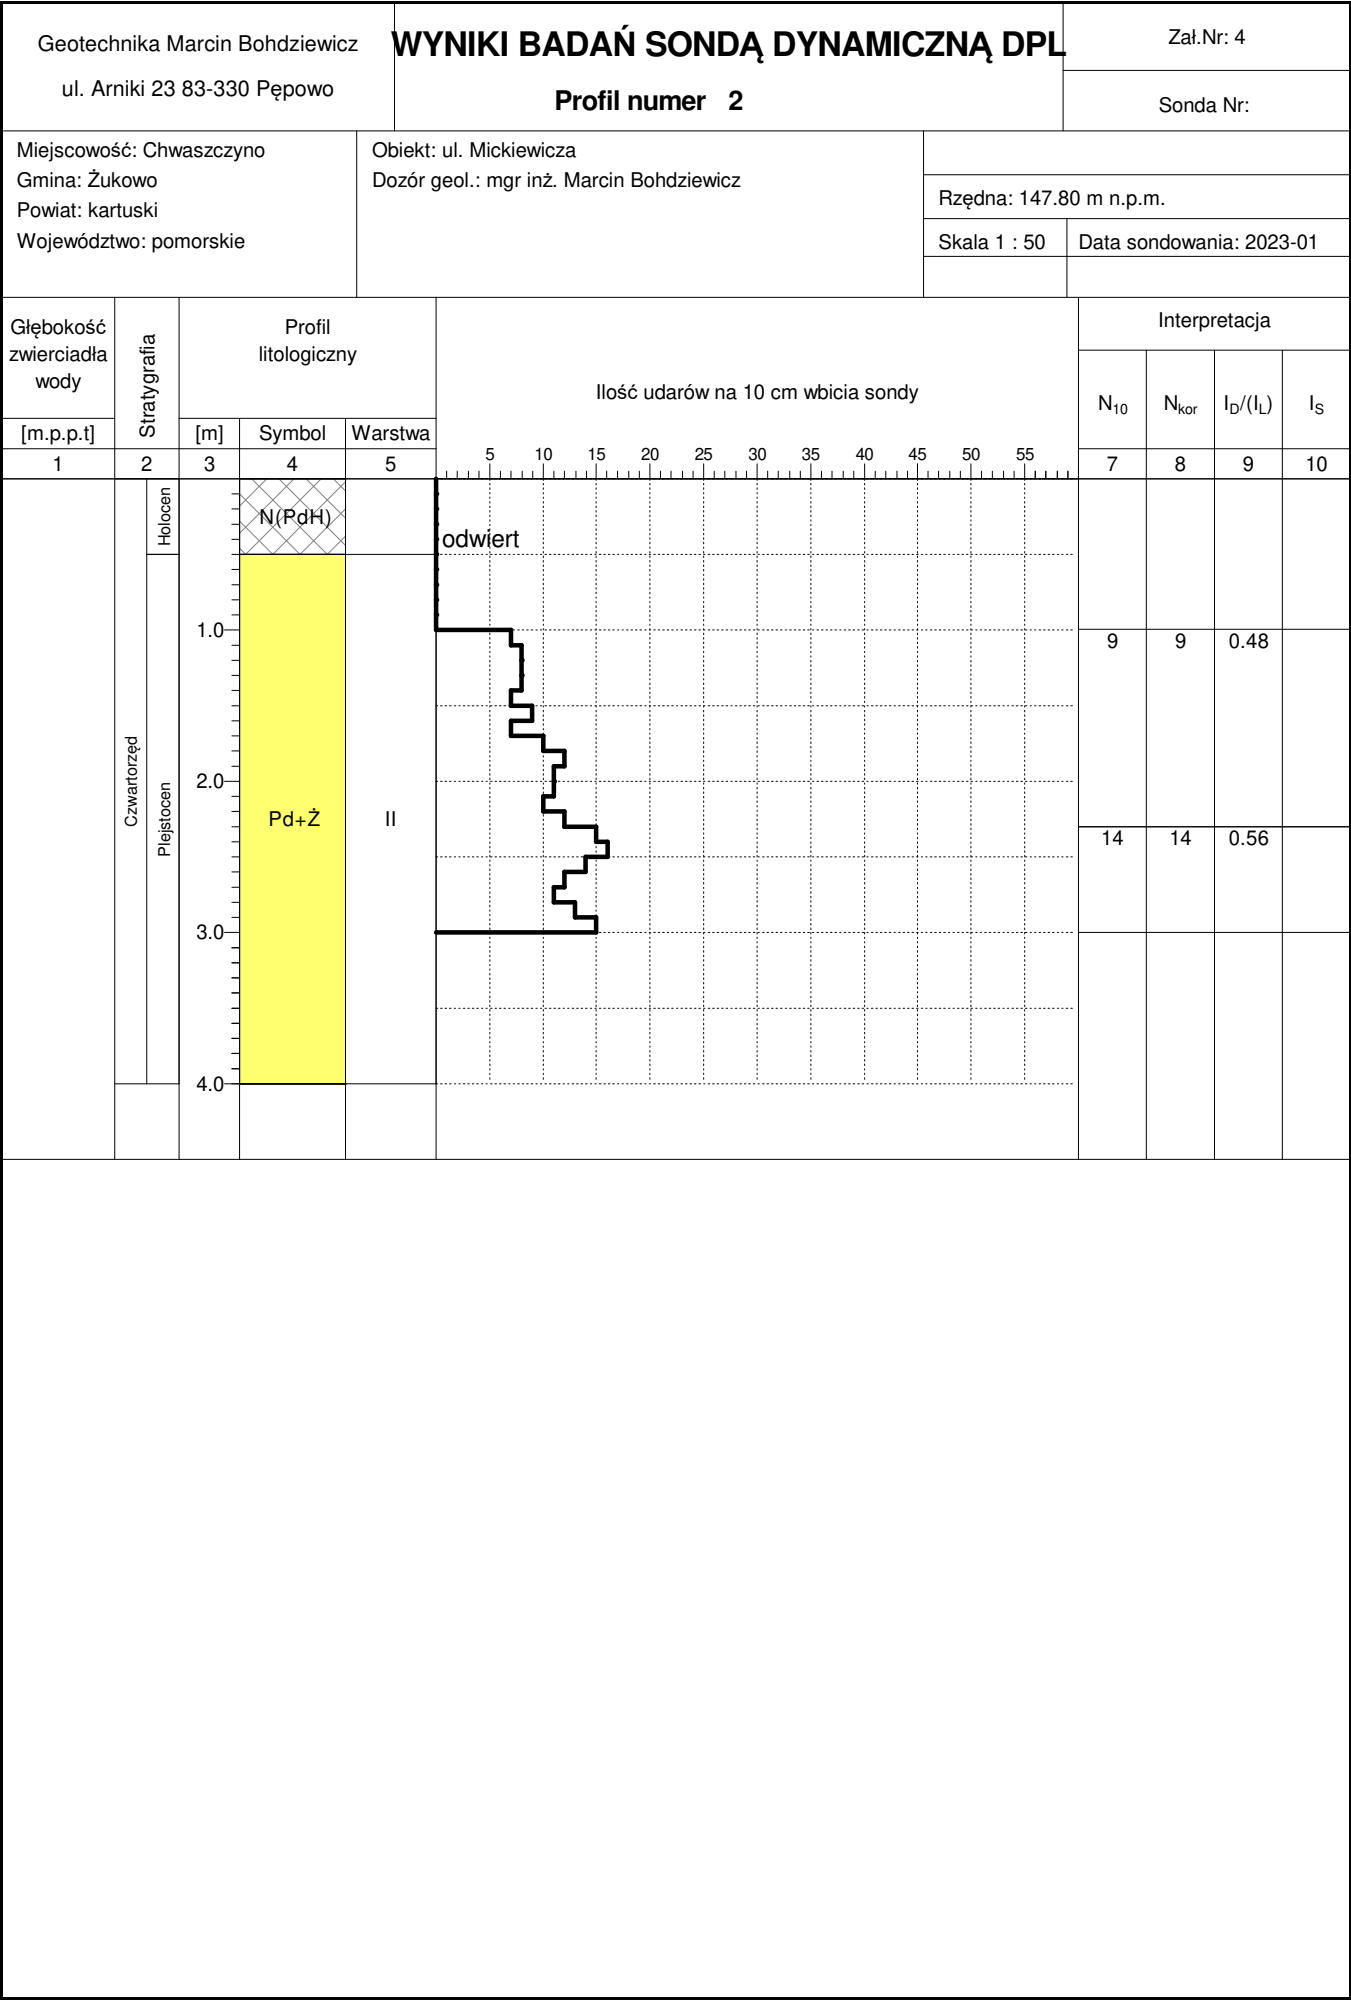 Geotechnika Marcin Bohdziewicz
ul. Arniki 23 83-330 Pępowo
WYNIKI BADAŃ SONDĄ DYNAMICZNĄ DPL
Profil numer 2
Zał.Nr: 4
Sonda Nr:
Miejscowość: Chwaszczyno
Gmina: Żukowo
Powiat: kartuski
Województwo: pomorskie
Obiekt: ul. Mickiewicza
Dozór geol.: mgr inż. Marcin Bohdziewicz
Rzędna: 147.80 m n.p.m.
Skala 1 : 50
Data sondowania: 2023-01
Głębokość
zwierciadła
wody
[m.p.p.t]
Stratygrafia
Profil
litologiczny
[m] Symbol Warstwa
Ilość udarów na 10 cm wbicia sondy
5 10 15 20 25 30 35 40 45 50 55
Interpretacja
N10 Nkor ID/(IL) IS
1 2 3 4 5 7 8 9 10
Holocen
N(PdH)
odwiert
1.0
9 9 0.48
2.0
Czwartorzęd
Plejstocen
Pd+Ż
II
14 14 0.56
3.0
4.0